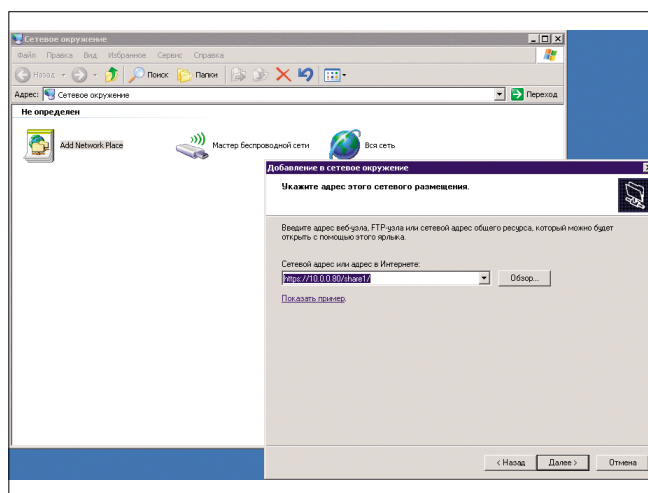 Сетевое окружение
Файл Правка Вид Избранное Сервис Справка
Назад Поиск Папки
Адрес: Сетевое окружение Переход
Не определен
Add Network Place Мастер беспроводной сети Вся сеть
Добавление в сетевое окружение
Укажите адрес этого сетевого размещения.
Введите адрес веб-узла, FTP-узла или сетевой адрес общего ресурса, который можно будет
открыть с помощью этого ярлыка.
Сетевой адрес или адрес в Интернете:
https://10.0.0.80/share1/ Обзор...
Показать пример.
< Назад Далее > Отмена